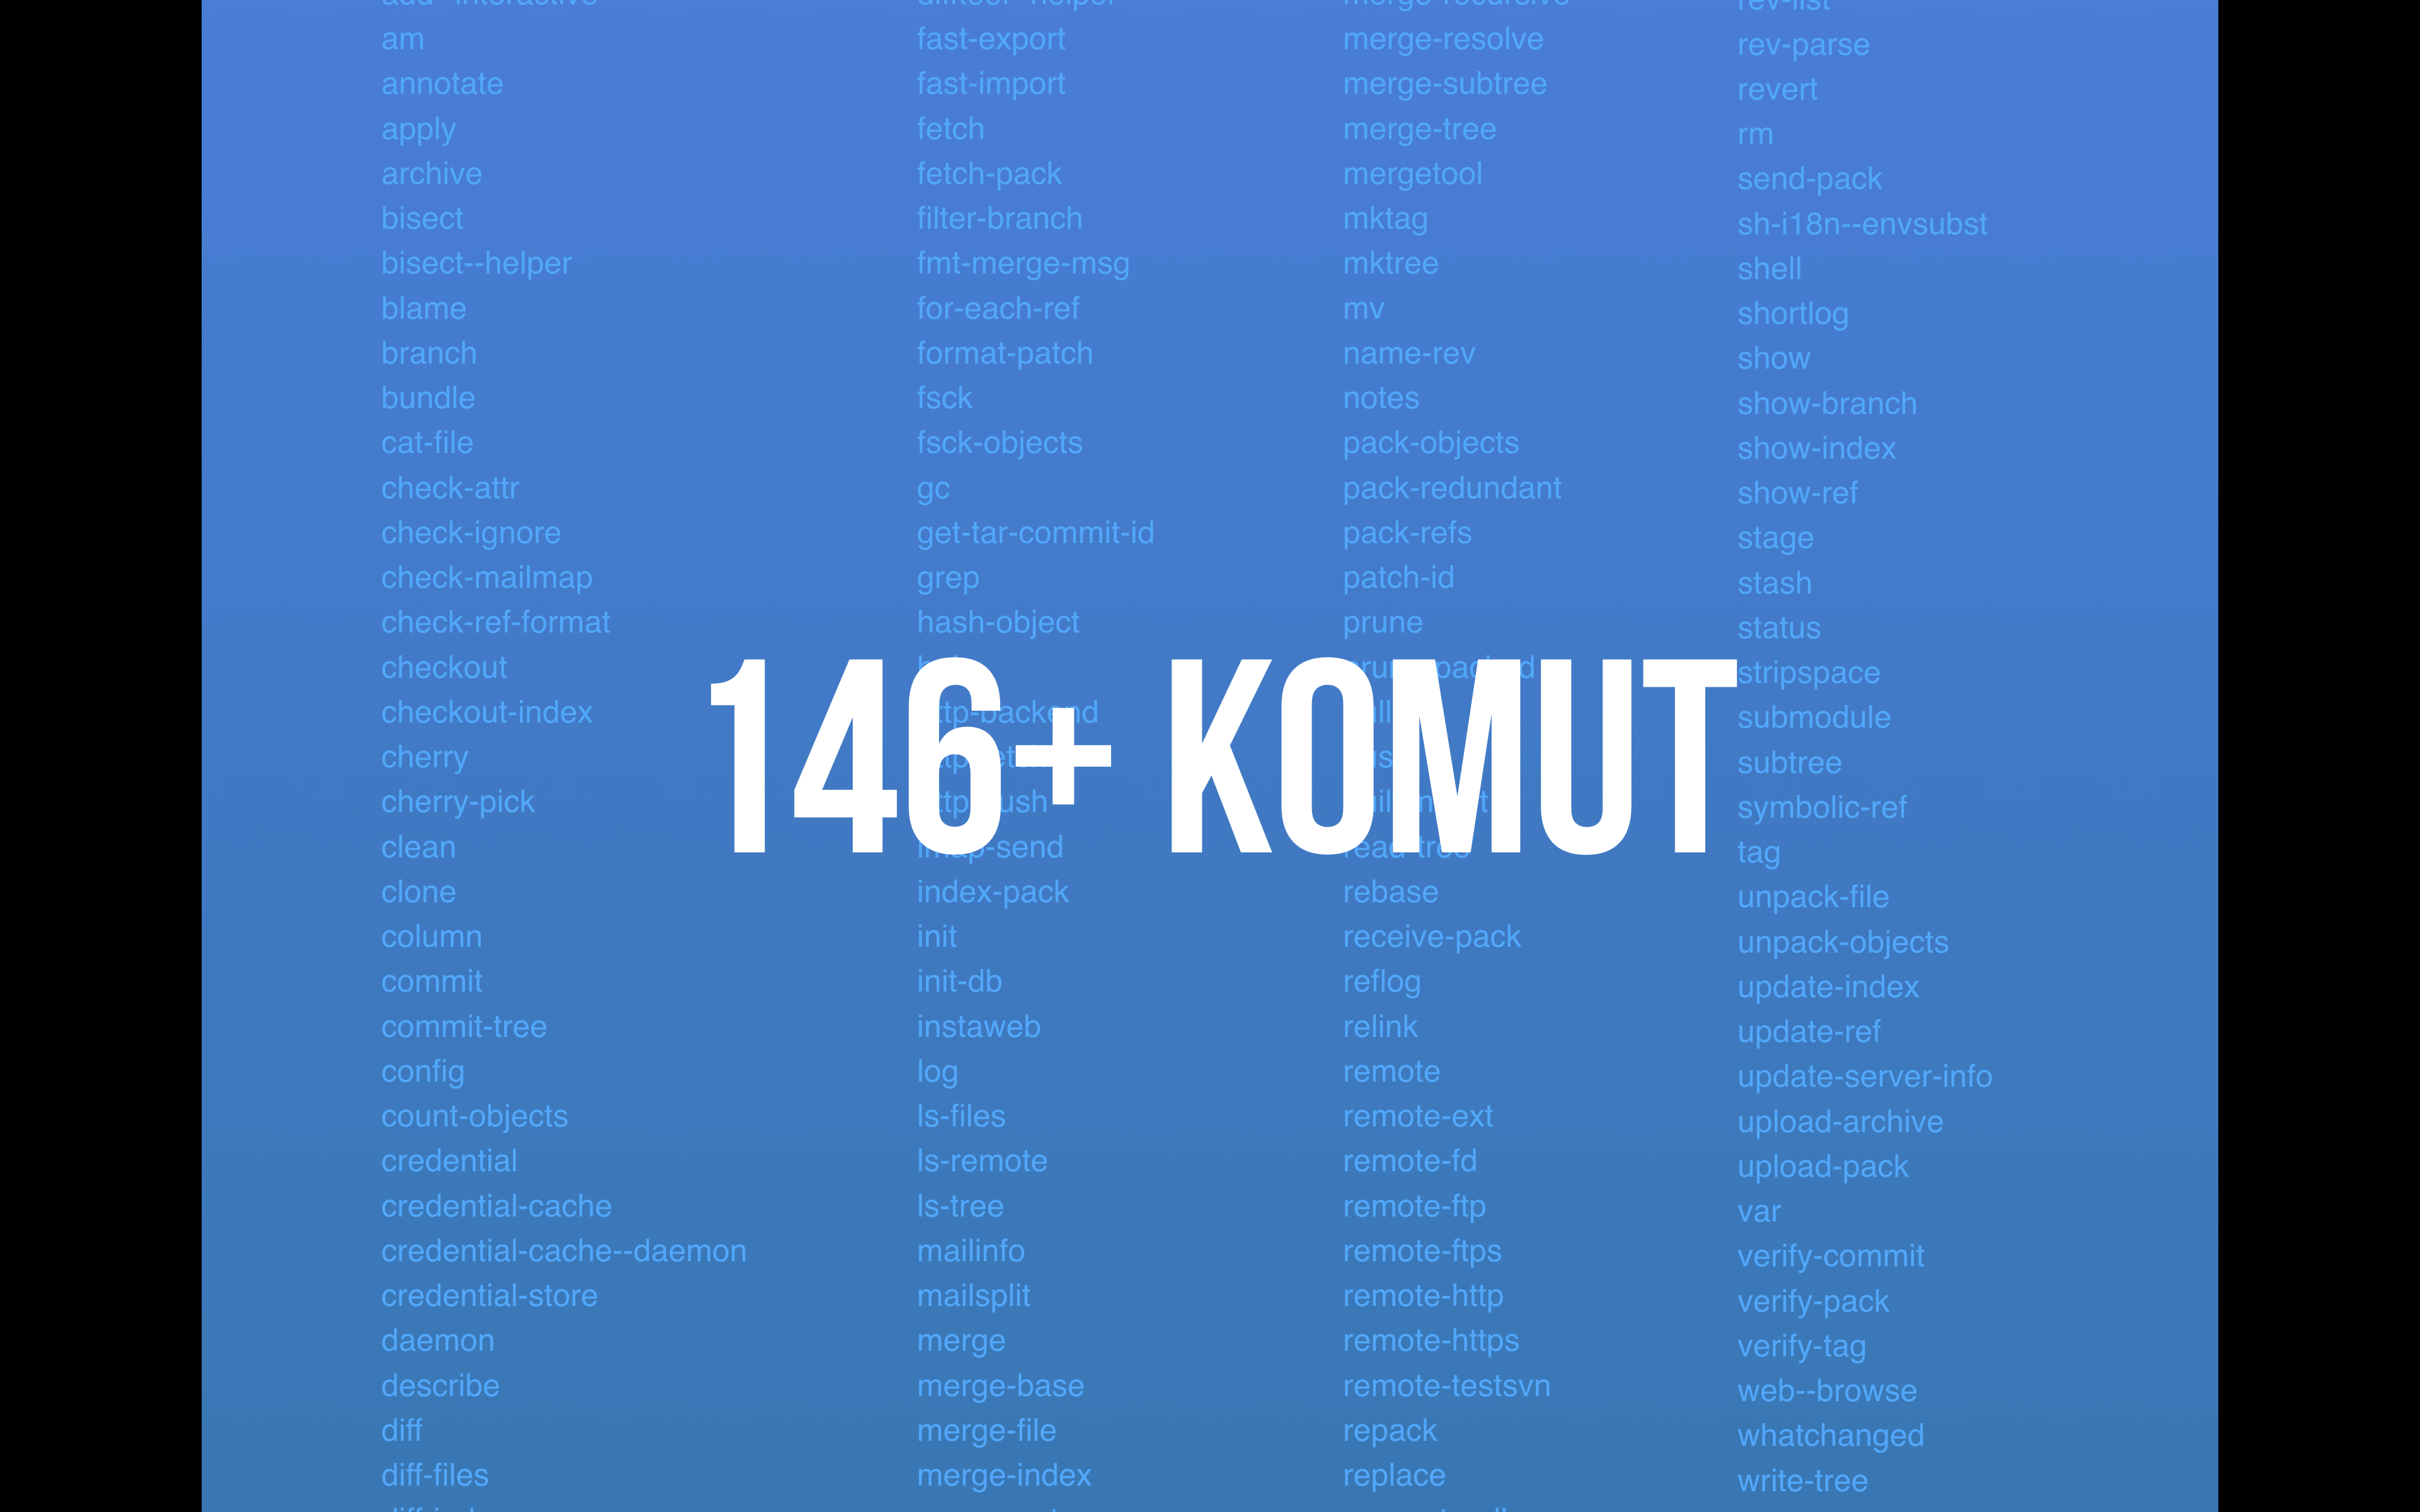 am
annotate
apply
archive
bisect
bisect--helper
blame
branch
bundle
cat-file
check-attr
check-ignore
check-mailmap
check-ref-format
checkout
checkout-index
cherry
cherry-pick
clean
clone
column
commit
commit-tree
config
count-objects
credential
credential-cache
credential-cache--daemon
credential-store
daemon
describe
diff
diff-files
fast-export
fast-import
fetch
fetch-pack
filter-branch
fmt-merge-msg
for-each-ref
format-patch
fsck
fsck-objects
gc
get-tar-commit-id
grep
hash-object
index-pack
init
init-db
instaweb
log
ls-files
ls-remote
ls-tree
mailinfo
mailsplit
merge
merge-base
merge-file
merge-index
merge-resolve
merge-subtree
merge-tree
mergetool
mktag
mktree
mv
name-rev
notes
pack-objects
pack-redundant
pack-refs
patch-id
prune
rebase
receive-pack
reflog
relink
remote
remote-ext
remote-fd
remote-ftp
remote-ftps
remote-http
remote-https
remote-testsvn
repack
replace
rev-parse
revert
rm
send-pack
sh-i18n--envsubst
shell
shortlog
show
show-branch
show-index
show-ref
stage
stash
status
stripspace
submodule
subtree
symbolic-ref
tag
unpack-file
unpack-objects
update-index
update-ref
update-server-info
upload-archive
upload-pack
var
verify-commit
verify-pack
verify-tag
web--browse
whatchanged
write-tree
146+ KOMUT